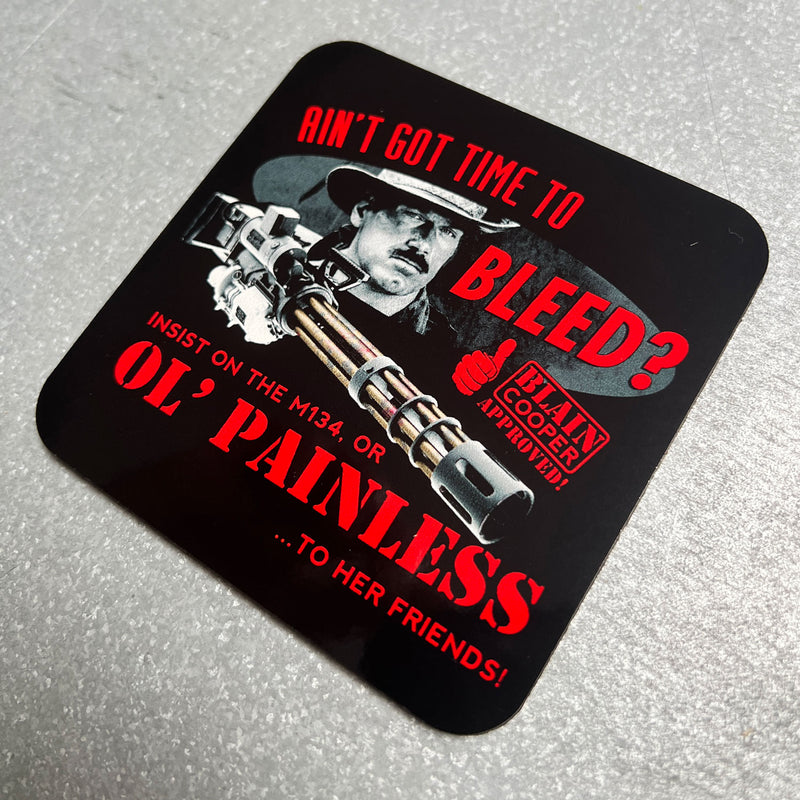 AIN'T GOT TIME TO
BLEED?
BLAIN
COOPER
APPROVED!
INSIST ON THE M134, OR
OL' PAINLESS
...TO HER FRIENDS!